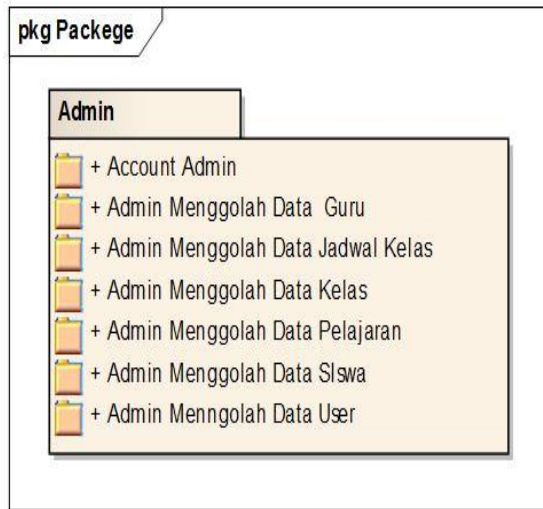 pkg Packege
Admin
+ Account Admin
+ Admin Menggolah Data Guru
+ Admin Menggolah Data Jadwal Kelas
+ Admin Menggolah Data Kelas
+ Admin Menggolah Data Pelajaran
+ Admin Menggolah Data SIswa
+ Admin Menngolah Data User